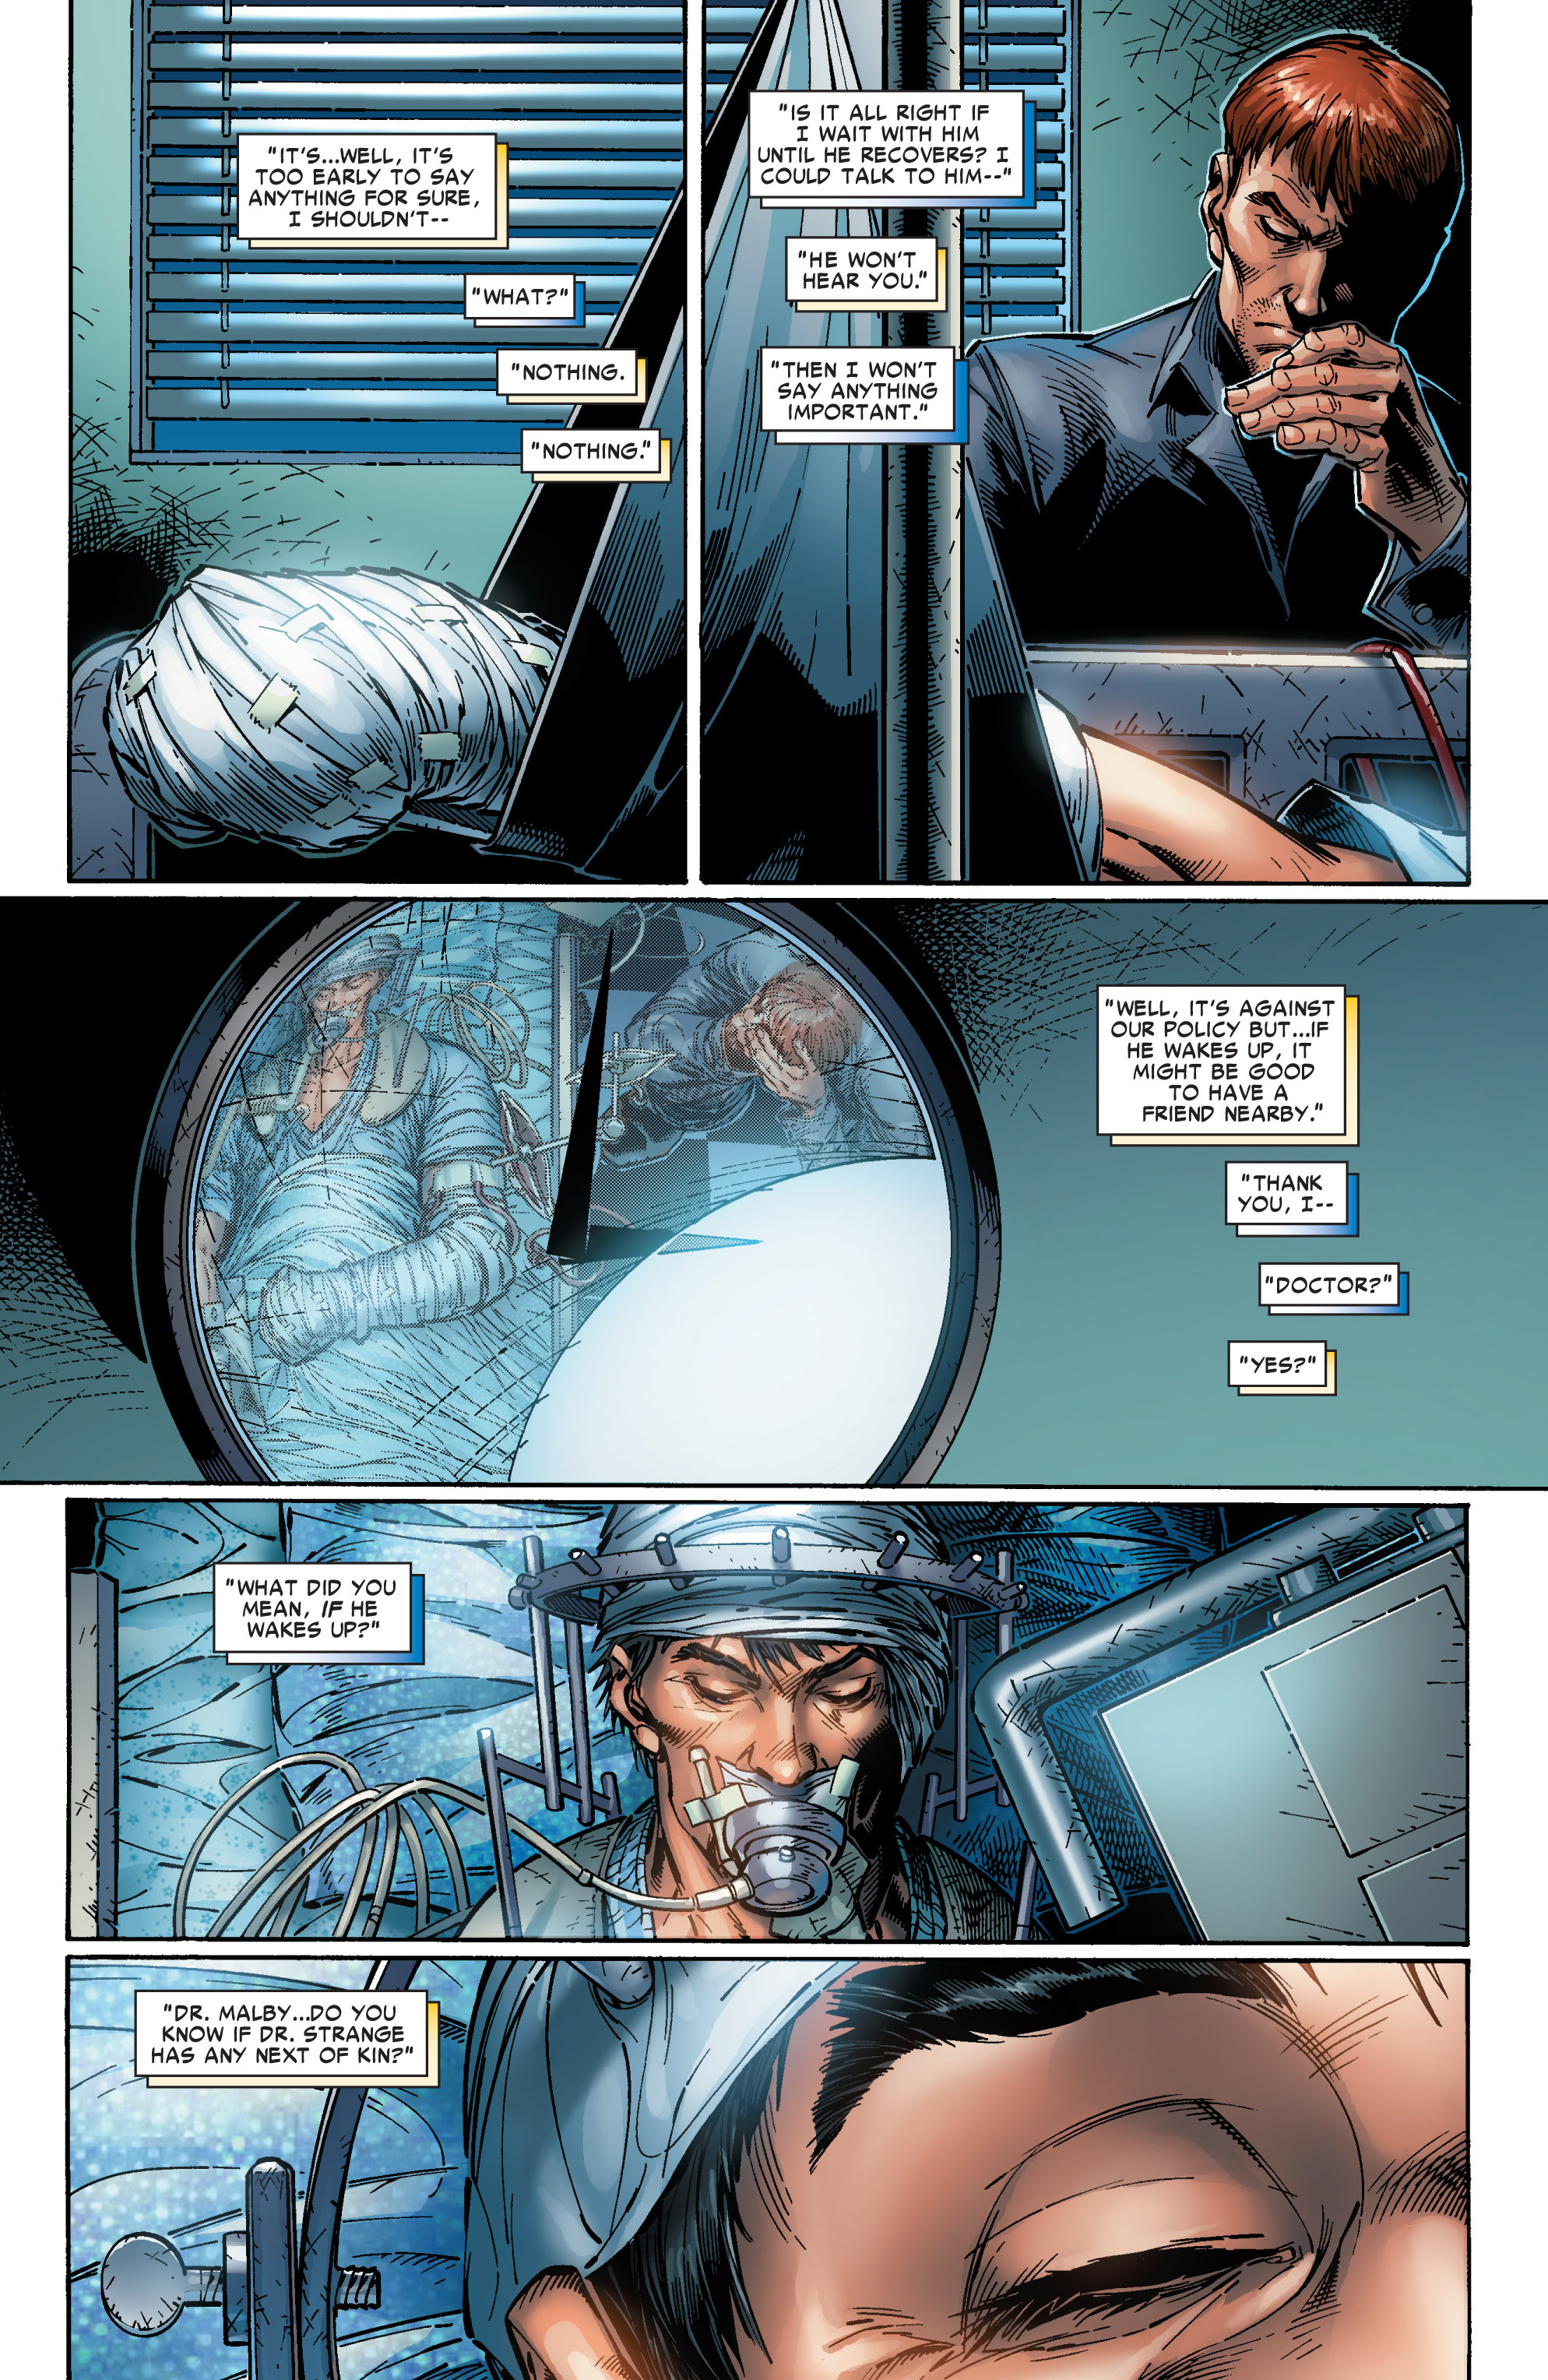 "IT'S...WELL, IT'S
TOO EARLY TO SAY
ANYTHING FOR SURE,
I SHOULDN'T--
"WHAT?"
"NOTHING.
"NOTHING."
"IS IT ALL RIGHT IF
I WAIT WITH HIM
UNTIL HE RECOVERS? I
COULD TALK TO HIM--"
"HE WON'T
HEAR YOU."
"THEN I WON'T
SAY ANYTHING
IMPORTANT."
"WELL, IT'S AGAINST
OUR POLICY BUT...IF
HE WAKES UP, IT
MIGHT BE GOOD
TO HAVE A
FRIEND NEARBY."
"THANK
YOU, I--
"DOCTOR?"
"YES?"
"WHAT DID YOU
MEAN, IF HE
WAKES UP?"
"DR. MALBY...DO YOU
KNOW IF DR. STRANGE
HAS ANY NEXT OF KIN?"